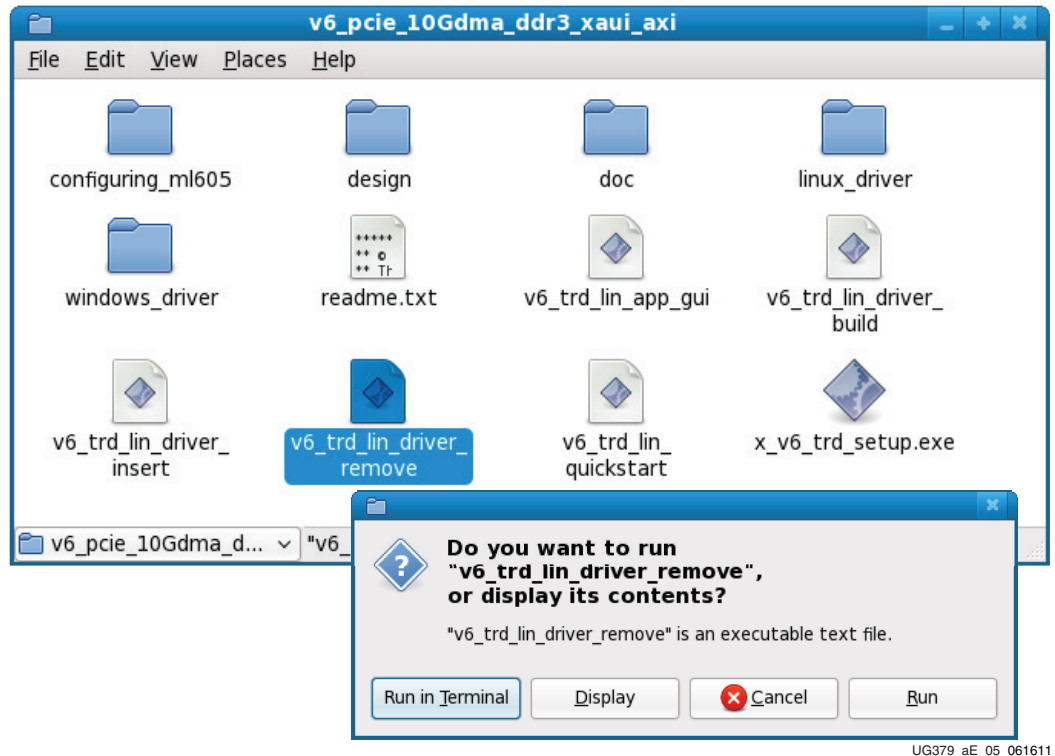 v6_pcie_10Gdma_ddr3_xaui_axi
File Edit View Places Help
configuring_ml605
design
doc
linux_driver
+++++
++ o
++ Tr
windows_driver
readme.txt
v6_trd_lin_app_gui
v6_trd_lin_driver_
build
v6_trd_lin_driver_
insert
v6_trd_lin_driver_
remove
v6_trd_lin_
quickstart
x_v6_trd_setup.exe
v6_pcie_10Gdma_d...
"v6_
Do you want to run
"v6_trd_lin_driver_remove",
or display its contents?
"v6_trd_lin_driver_remove" is an executable text file.
Run in Terminal
Display
Cancel
Run
UG379_aE_05_061611